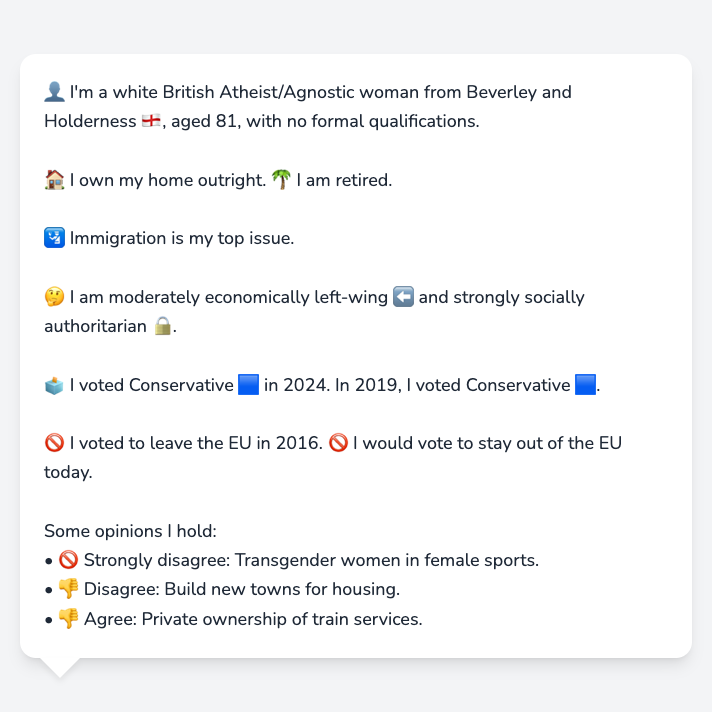 👤 I'm a white British Atheist/Agnostic woman from Beverley and
Holderness 🏴󠁧󠁢󠁥󠁮󠁧󠁿, aged 81, with no formal qualifications.
🏠 I own my home outright. 🌴 I am retired.
🛂 Immigration is my top issue.
🤔 I am moderately economically left-wing ⬅️ and strongly socially
authoritarian 🔒.
🗳️ I voted Conservative 🟦 in 2024. In 2019, I voted Conservative 🟦.
🚫 I voted to leave the EU in 2016. 🚫 I would vote to stay out of the EU
today.
Some opinions I hold:
• 🚫 Strongly disagree: Transgender women in female sports.
• 👎 Disagree: Build new towns for housing.
• 👎 Agree: Private ownership of train services.